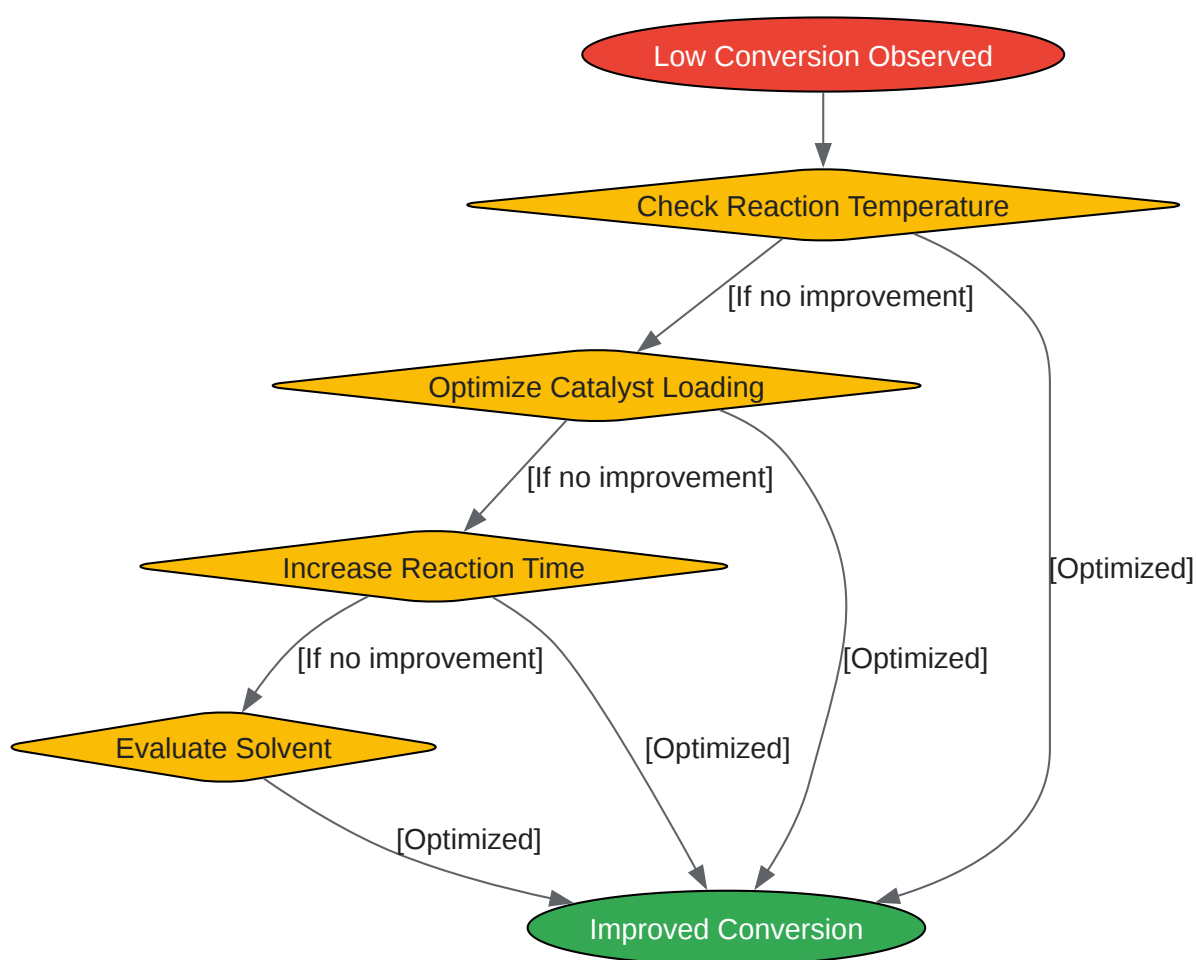 Low Conversion Observed
Check Reaction Temperature
[If no improvement]
Optimize Catalyst Loading
[If no improvement]
Increase Reaction Time
[Optimized]
[If no improvement]
[Optimized]
Evaluate Solvent
[Optimized]
[Optimized]
Improved Conversion